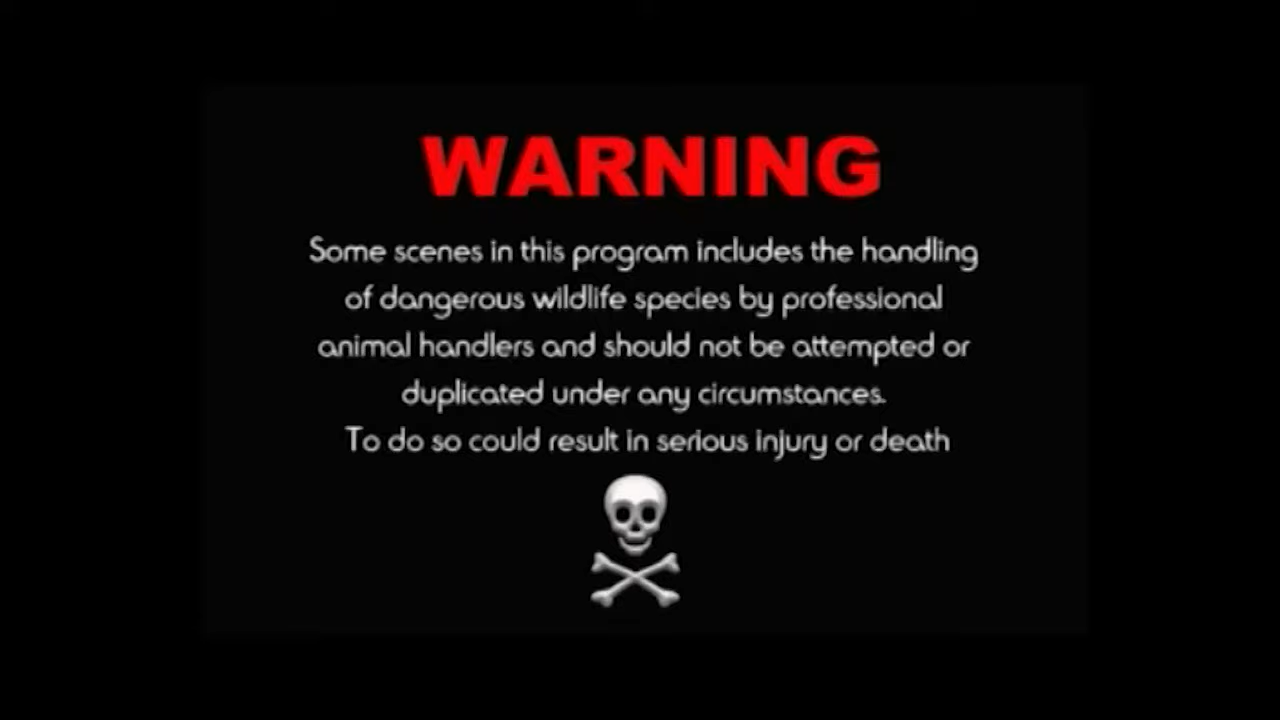 WARNING
Some scenes in this program includes the handling
of dangerous wildlife species by professional
animal handlers and should not be attempted or
duplicated under any circumstances.
To do so could result in serious injury or death